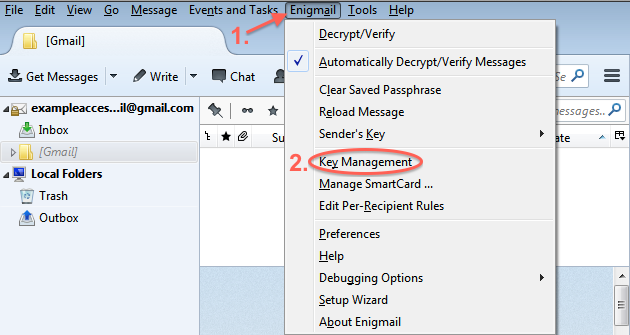 File Edit View Go Message Events and Tasks Enigmail Tools Help
1.
[Gmail]
Decrypt/Verify
Get Messages Write Chat
Automatically Decrypt/Verify Messages
exampleacces...il@gmail.com
Clear Saved Passphrase
Inbox
Reload Message
essages...
[Gmail]
Sender's Key
Su
ate
Local Folders
2. Key Management
Trash
Manage SmartCard ...
Outbox
Edit Per-Recipient Rules
Preferences
Help
Debugging Options
Setup Wizard
About Enigmail